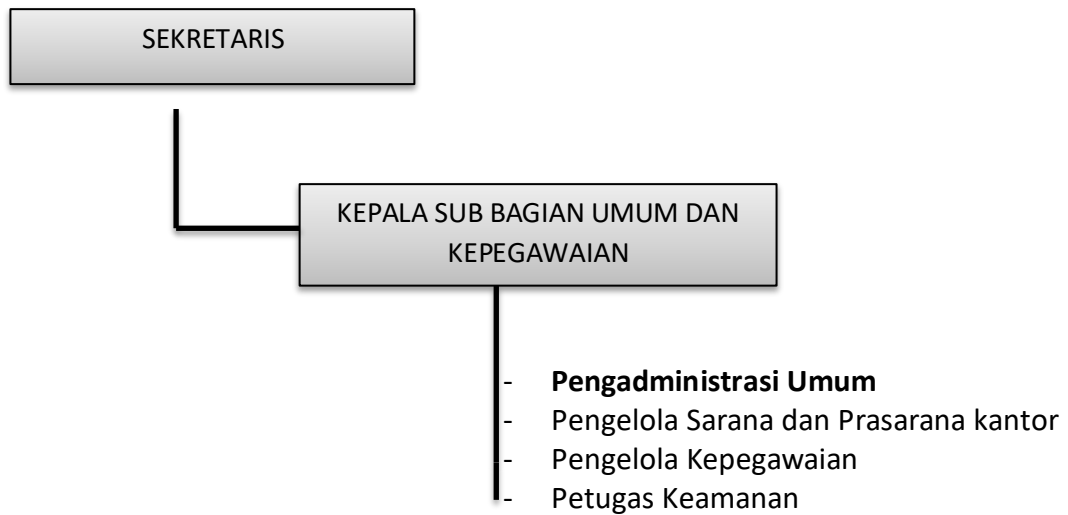 SEKRETARIS
KEPALA SUB BAGIAN UMUM DAN
KEPEGAWAIAN
- Pengadministrasi Umum
- Pengelola Sarana dan Prasarana kantor
- Pengelola Kepegawaian
- Petugas Keamanan